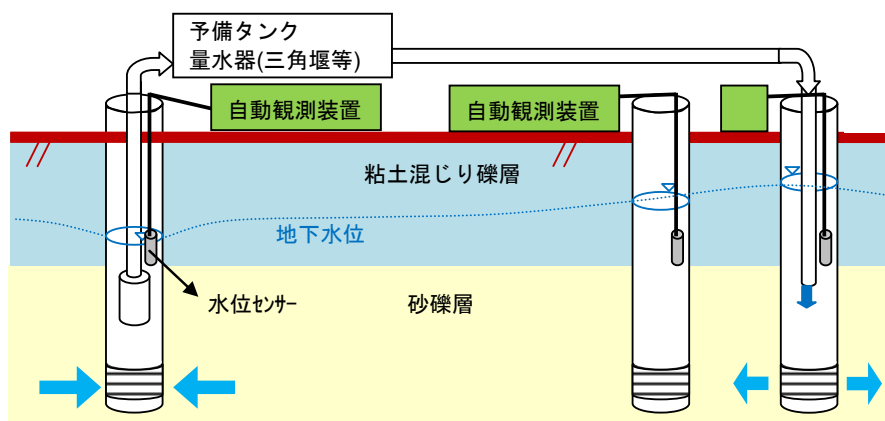 予備タンク
量水器(三角堰等)
自動観測装置
自動観測装置
粘土混じり礫層
地下水位
水位ｾﾝｻｰ
砂礫層